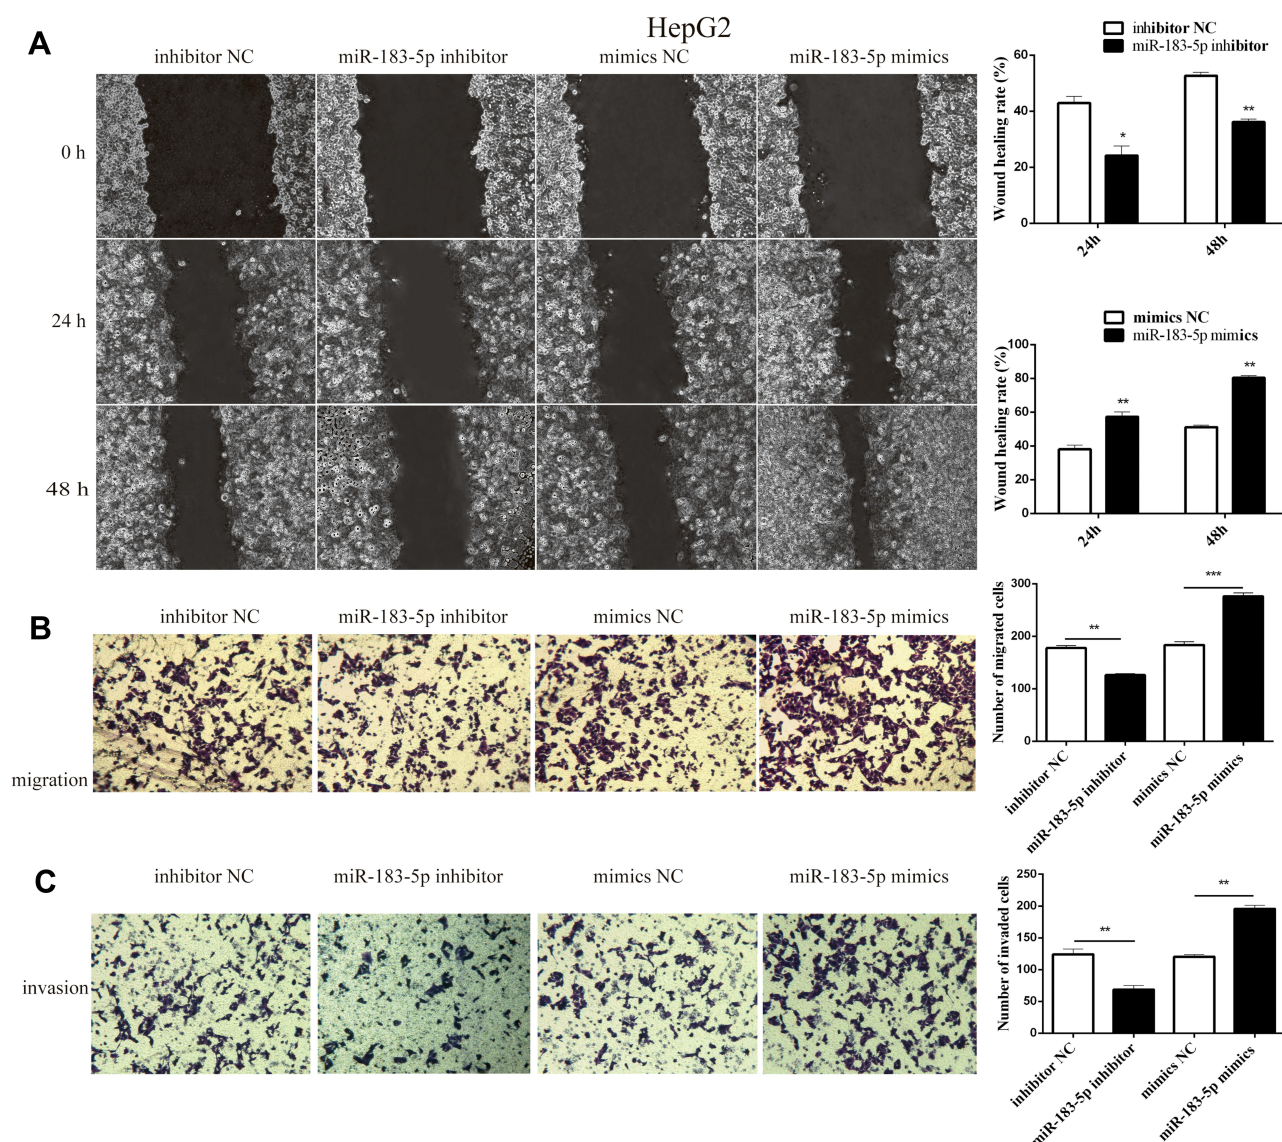 HepG2
A
inhibitor NC
miR-183-5p inhibitor
mimics NC
miR-183-5p mimics
0 h
24 h
48 h
inhibitor NC
miR-183-5p inhibitor
Wound healing rate (%)
60
40
20
0
*
**
24h
48h
mimics NC
miR-183-5p mimics
Wound healing rate (%)
100
80
60
40
20
0
**
**
24h
48h
B
inhibitor NC
miR-183-5p inhibitor
mimics NC
miR-183-5p mimics
migration
Number of migrated cells
300
200
100
0
**
***
inhibitor NC
miR-183-5p inhibitor
mimics NC
miR-183-5p mimics
C
inhibitor NC
miR-183-5p inhibitor
mimics NC
miR-183-5p mimics
invasion
Number of invaded cells
250
200
150
100
50
0
**
**
inhibitor NC
miR-183-5p inhibitor
mimics NC
miR-183-5p mimics